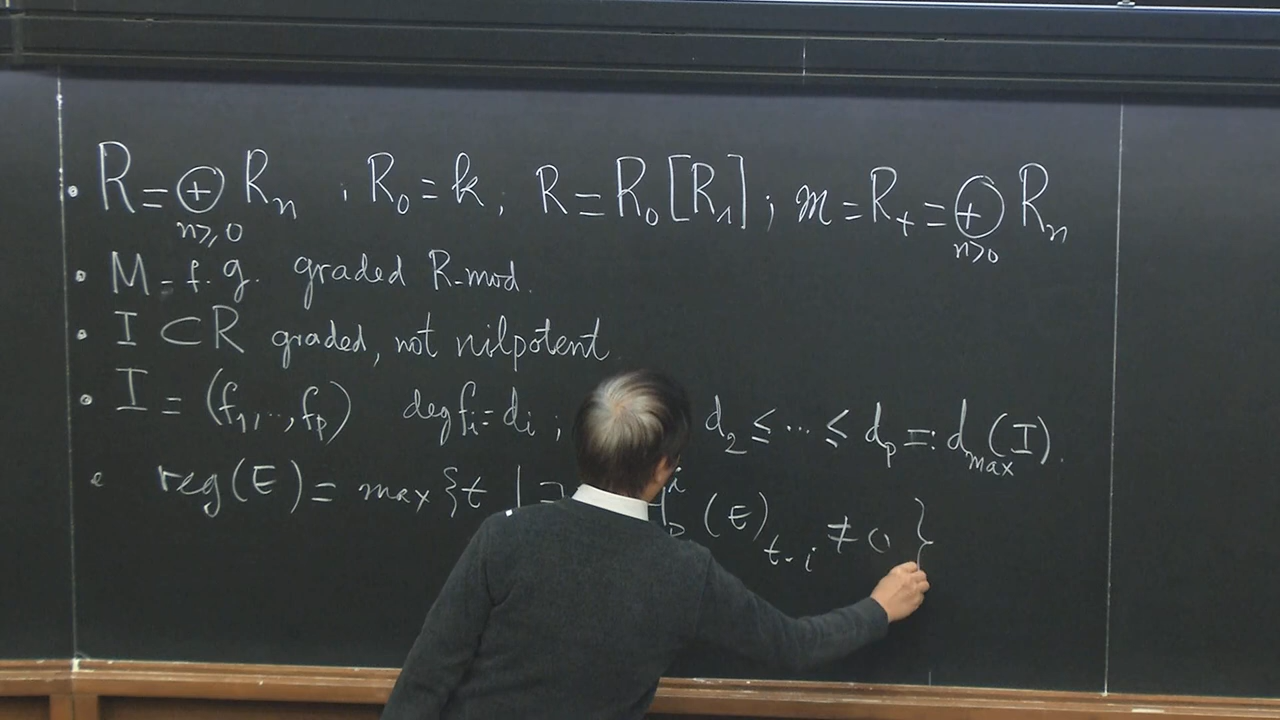 • R = ⊕_{n≥0} R_n , R_0 = k, R = R_0[R_1] ; m = R_+ = ⊕_{n>0} R_n
• M - f.g. graded R-mod.
• I ⊂ R graded, not nilpotent
• I = (f_1, ..., f_p) deg f_i = d_i ; d_2 ≤ ... ≤ d_p =: d_max(I).
• reg(E) = max{t | (E)_{t-i} ≠ 0 }